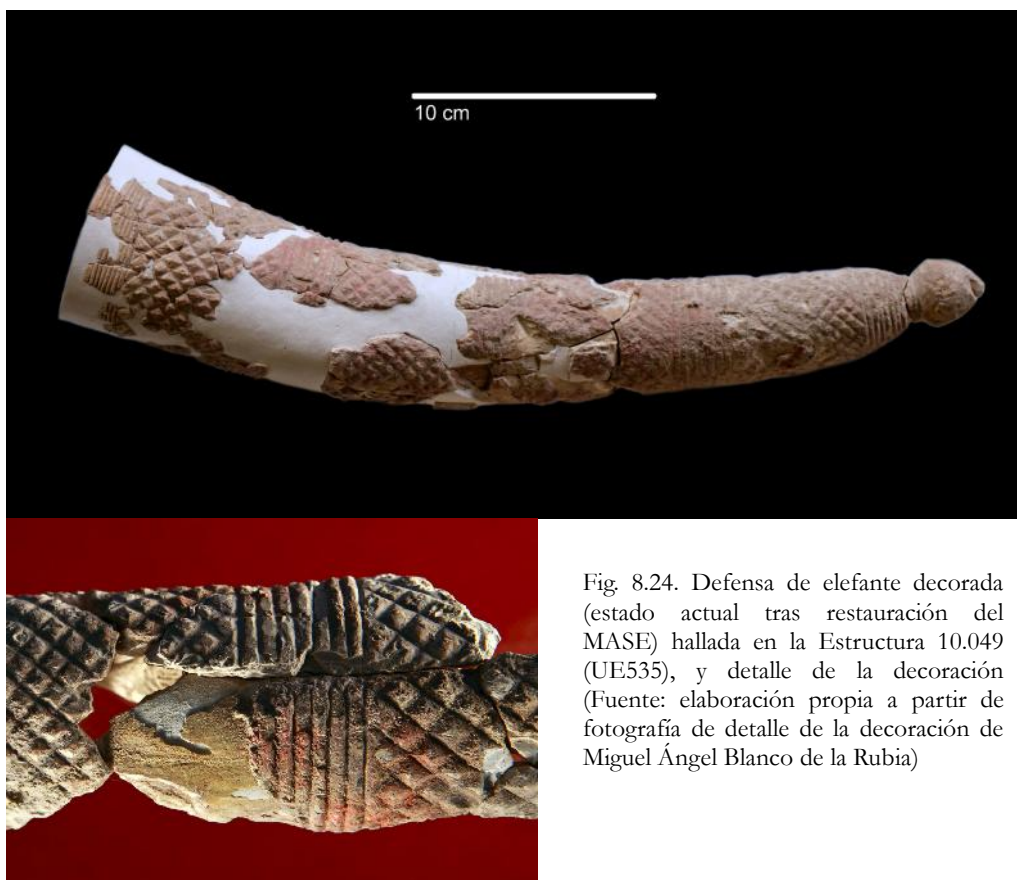 10 cm
Fig. 8.24. Defensa de elefante decorada
(estado actual tras restauración del
MASE) hallada en la Estructura 10.049
(UE535), y detalle de la decoración
(Fuente: elaboración propia a partir de
fotografía de detalle de la decoración de
Miguel Ángel Blanco de la Rubia)